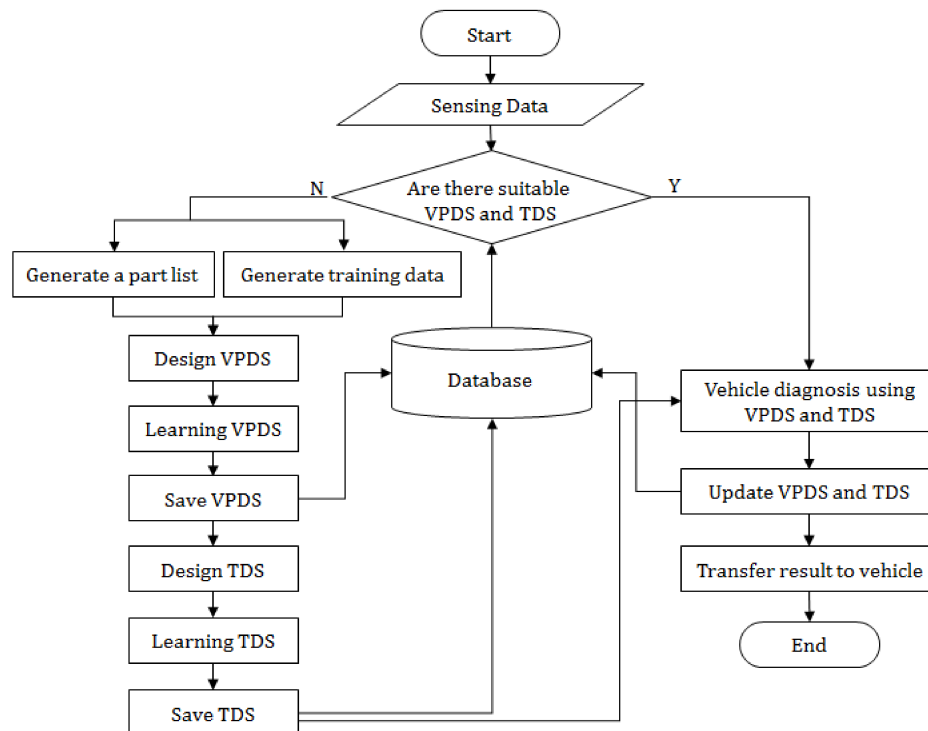 Start
Sensing Data
N
Are there suitable
VPDS and TDS
Y
Generate a part list
Generate training data
Design VPDS
Database
Vehicle diagnosis using
VPDS and TDS
Learning VPDS
Save VPDS
Update VPDS and TDS
Design TDS
Transfer result to vehicle
Learning TDS
End
Save TDS